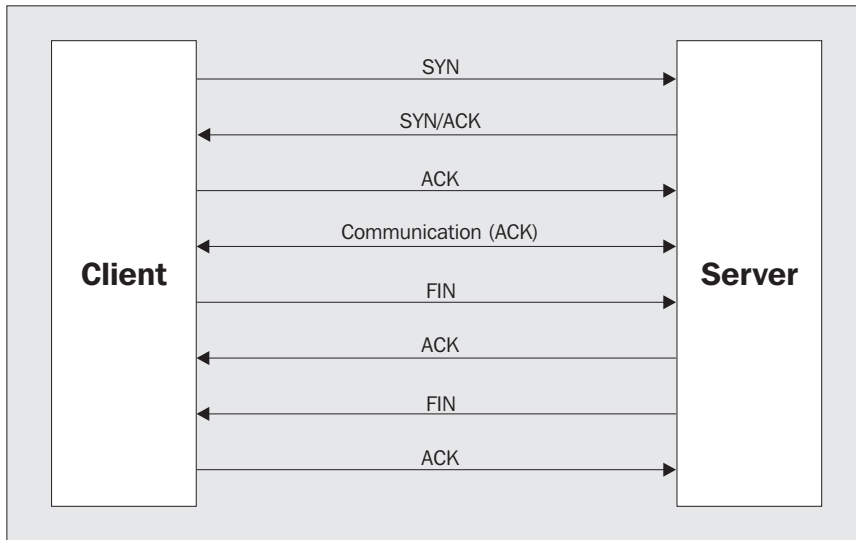 SYN
SYN/ACK
ACK
Communication (ACK)
Client
Server
FIN
ACK
FIN
ACK